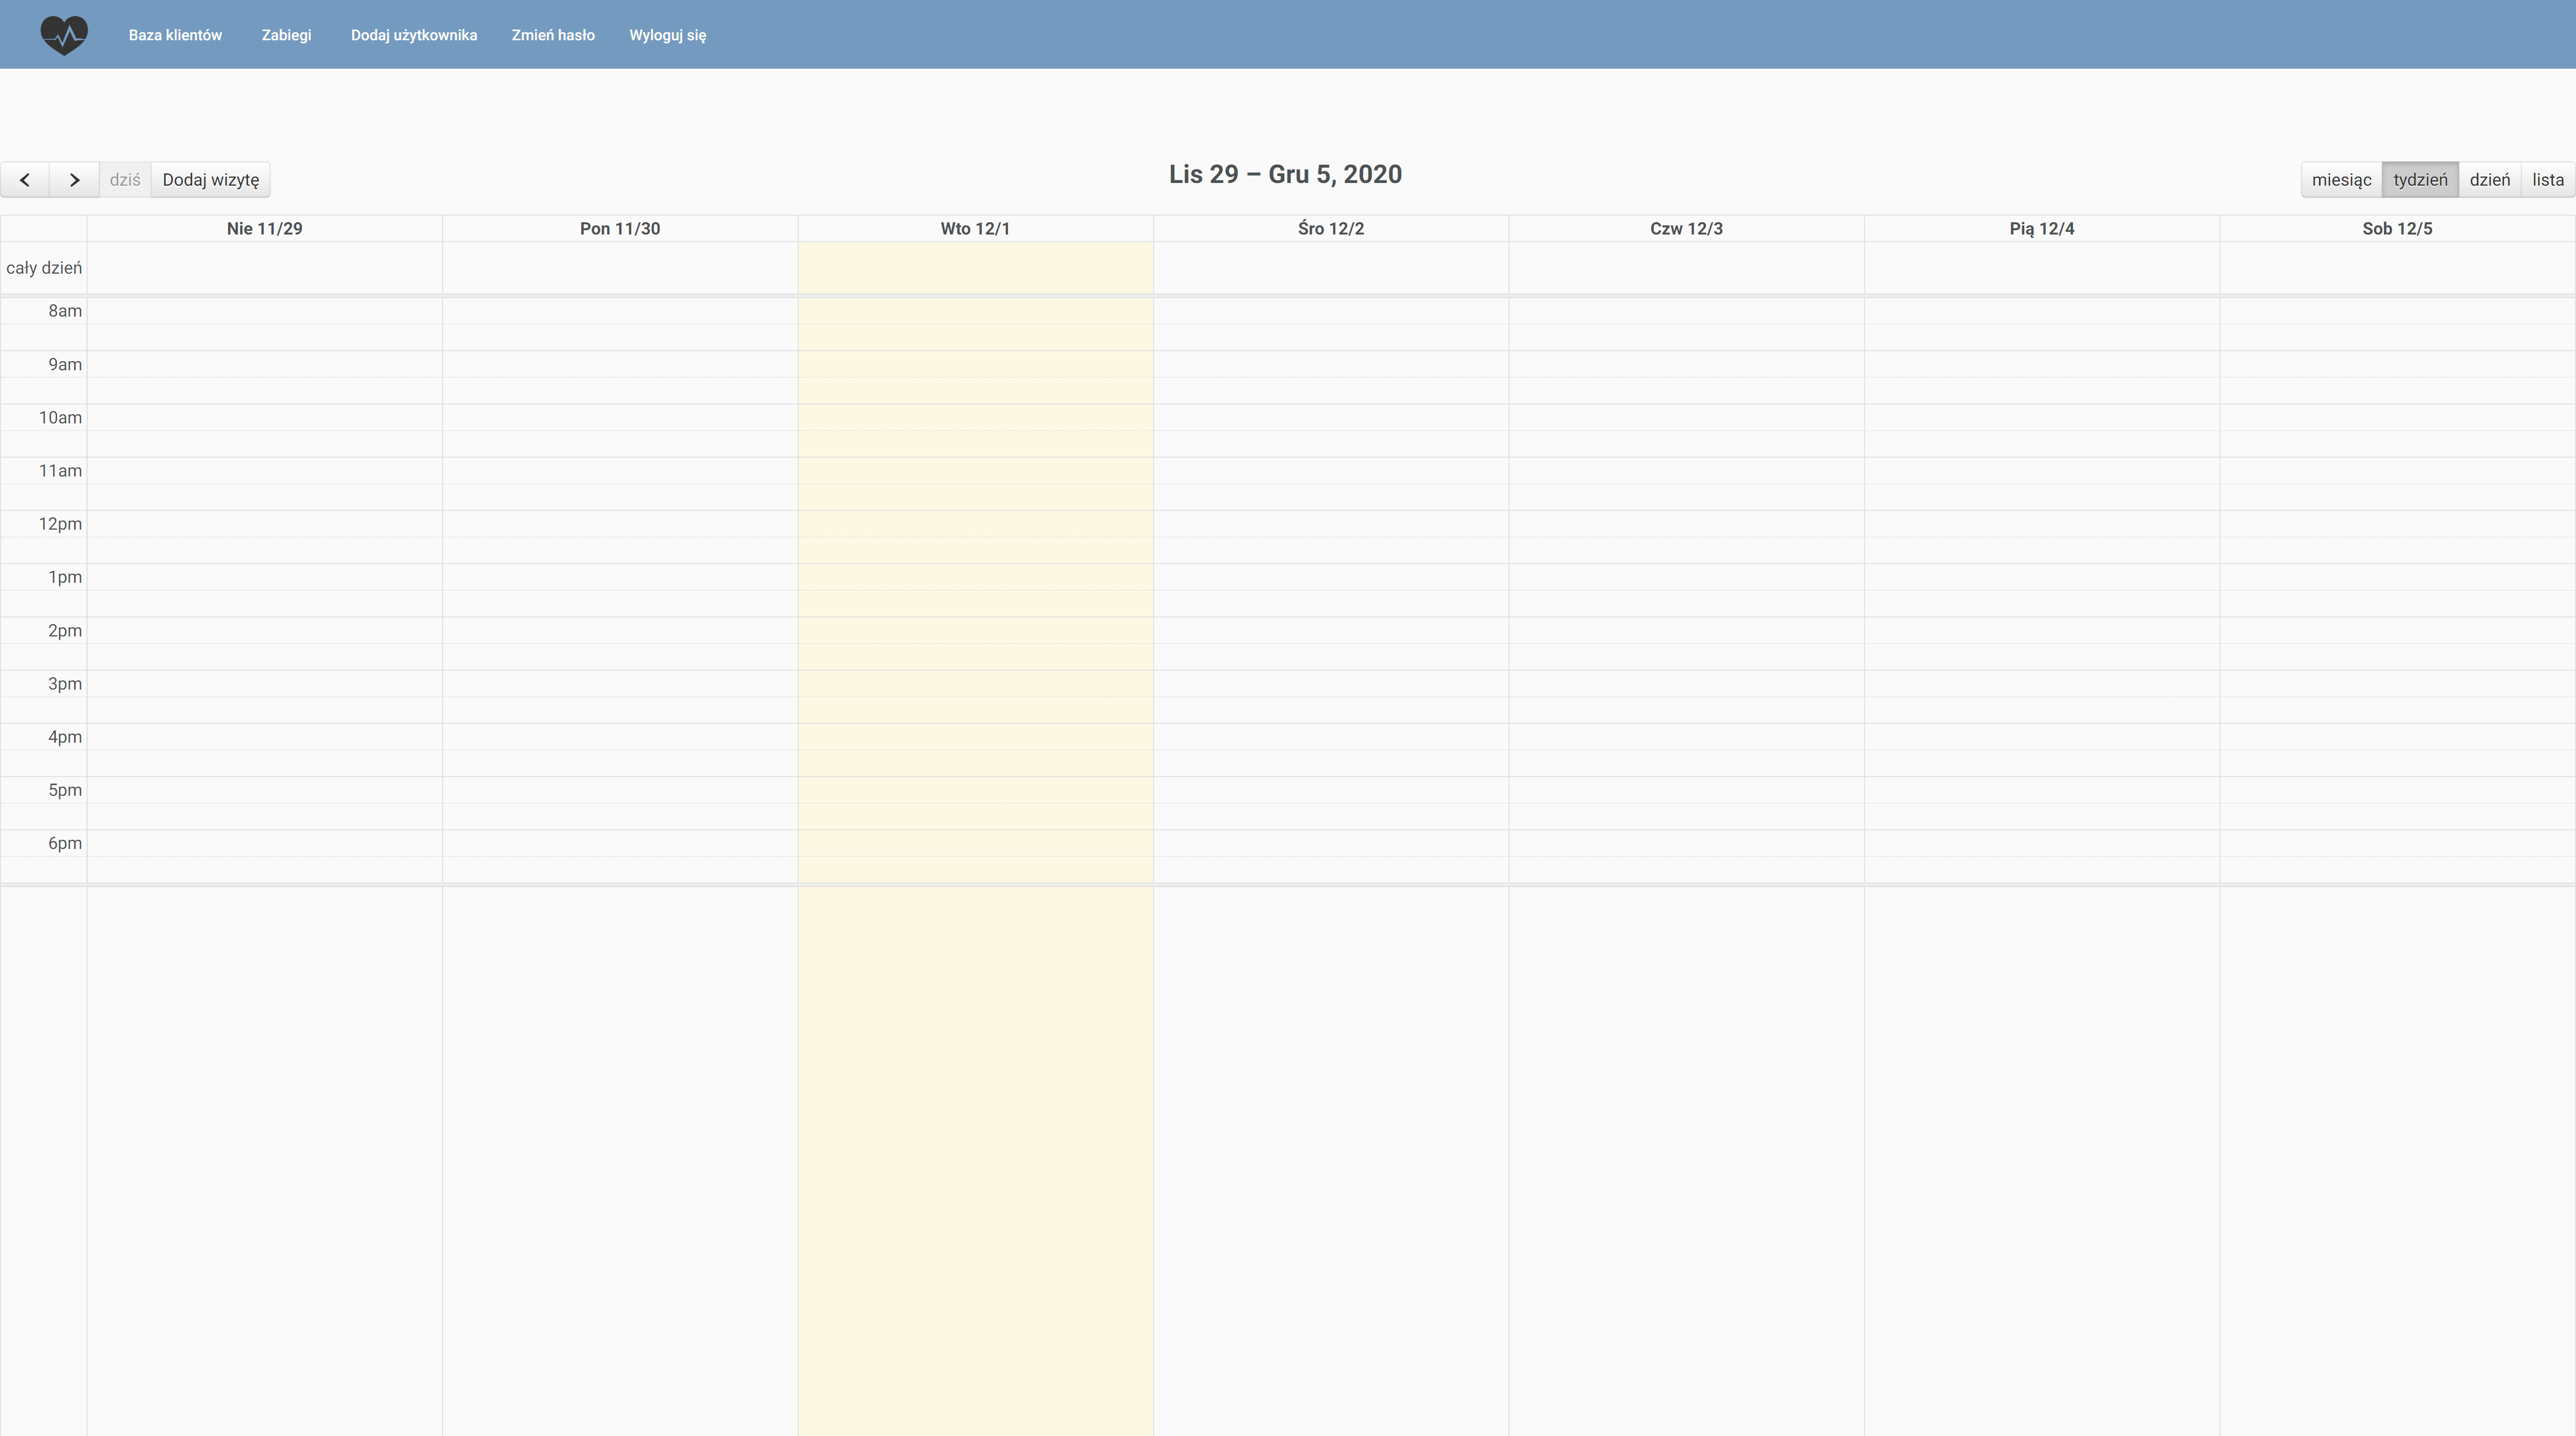 Baza klientów Zabiegi Dodaj użytkownika Zmień hasło Wyloguj się
dziś Dodaj wizytę Lis 29 – Gru 5, 2020 miesiąc tydzień dzień lista
Nie 11/29 Pon 11/30 Wto 12/1 Śro 12/2 Czw 12/3 Pią 12/4 Sob 12/5
cały dzień
8am
9am
10am
11am
12pm
1pm
2pm
3pm
4pm
5pm
6pm